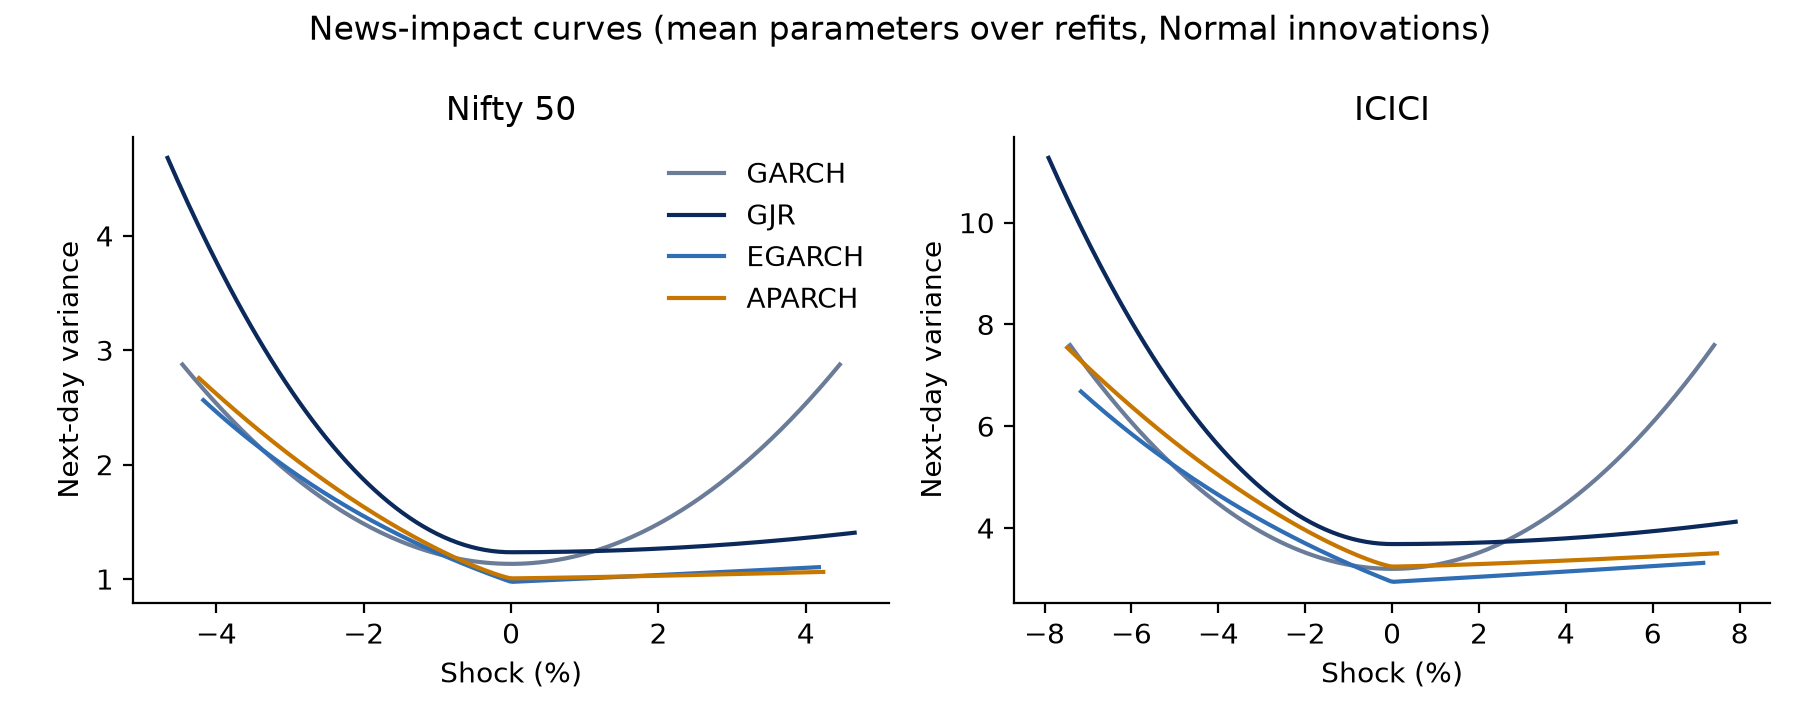 News-impact curves (mean parameters over refits, Normal innovations)
Nifty 50
Next-day variance
4
3
2
1
−4 −2 0 2 4
Shock (%)
GARCH
GJR
EGARCH
APARCH
ICICI
Next-day variance
10
8
6
4
−8 −6 −4 −2 0 2 4 6 8
Shock (%)